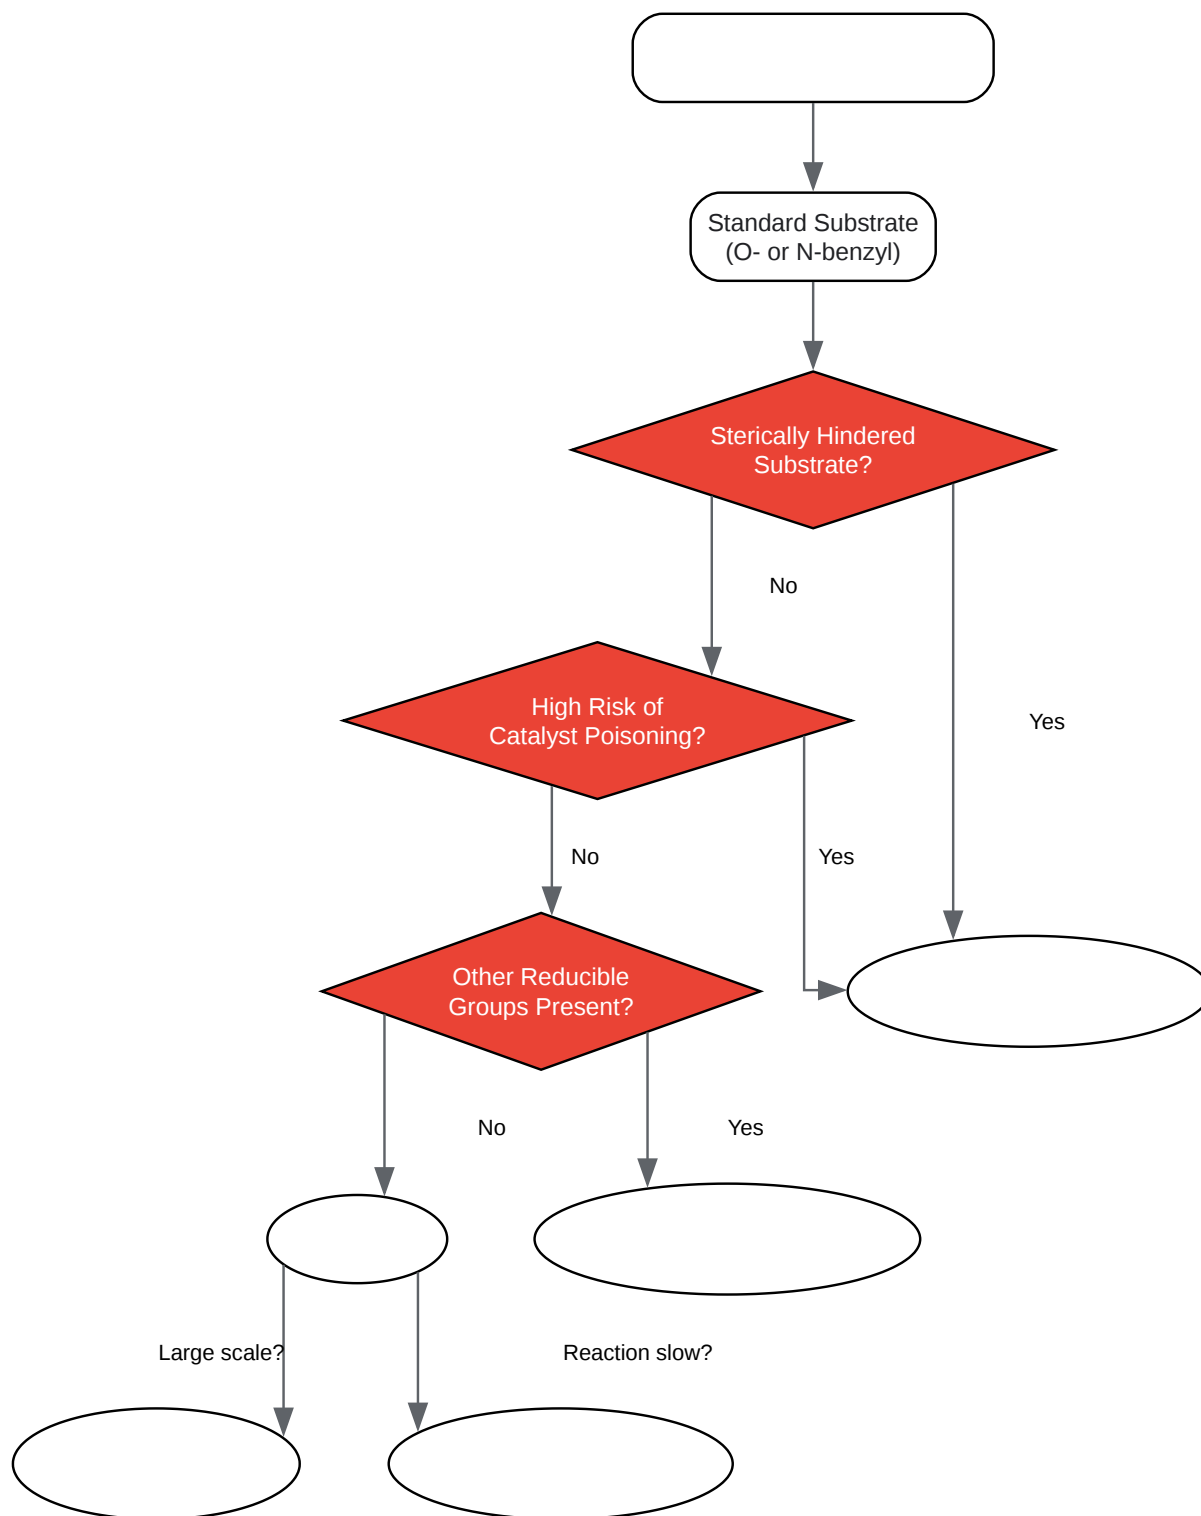 Standard Substrate
(O- or N-benzyl)
Sterically Hindered
Substrate?
No
High Risk of
Catalyst Poisoning?
Yes
No
Yes
Other Reducible
Groups Present?
No
Yes
Large scale?
Reaction slow?